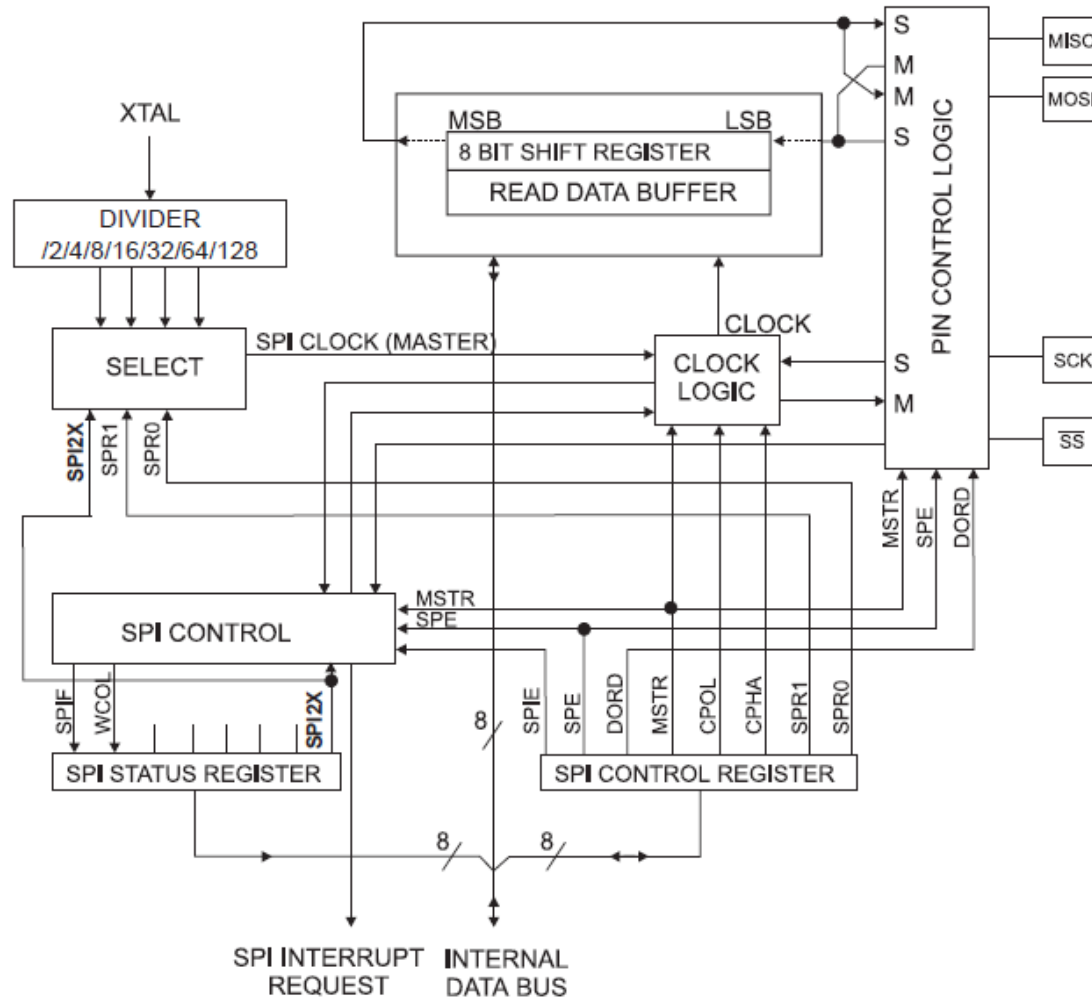 S
MISO
M
XTAL
MSB
LSB
M
MOSI
8 BIT SHIFT REGISTER
S
READ DATA BUFFER
DIVIDER
/2/4/8/16/32/64/128
PIN CONTROL LOGIC
SPI CLOCK (MASTER)
CLOCK
SELECT
CLOCK
LOGIC
S
SCK
M
SS
SPI2X
SPR1
SPR0
MSTR
SPE
DORD
MSTR
SPE
SPI CONTROL
SPIF
WCOL
SPI2X
8
SPIE
SPE
DORD
MSTR
CPOL
CPHA
SPR1
SPR0
SPI STATUS REGISTER
SPI CONTROL REGISTER
8
8
SPI INTERRUPT
REQUEST
INTERNAL
DATA BUS